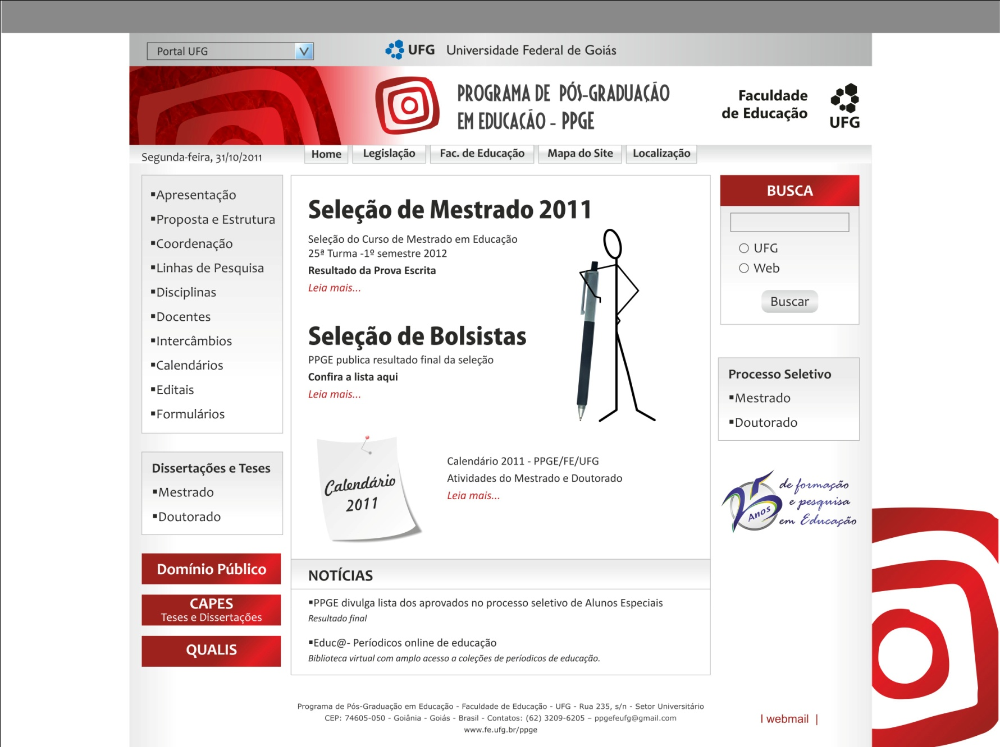 Portal UFG
V
UFG Universidade Federal de Goiás
PROGRAMA DE PÓS-GRADUAÇÃO
EM EDUCAÇÃO - PPGE
Faculdade
de Educação
UFG
Segunda-feira, 31/10/2011
Home
Legislação
Fac. de Educação
Mapa do Site
Localização
▪Apresentação
▪Proposta e Estrutura
▪Coordenação
▪Linhas de Pesquisa
▪Disciplinas
▪Docentes
▪Intercâmbios
▪Calendários
▪Editais
▪Formulários
Dissertações e Teses
▪Mestrado
▪Doutorado
Domínio Público
CAPES
Teses e Dissertações
QUALIS
Seleção de Mestrado 2011
Seleção do Curso de Mestrado em Educação
25ª Turma -1º semestre 2012
Resultado da Prova Escrita
Leia mais...
Seleção de Bolsistas
PPGE publica resultado final da seleção
Confira a lista aqui
Leia mais...
Calendário
2011
Calendário 2011 - PPGE/FE/UFG
Atividades do Mestrado e Doutorado
Leia mais...
NOTÍCIAS
▪PPGE divulga lista dos aprovados no processo seletivo de Alunos Especiais
Resultado final
▪Educ@- Períodicos online de educação
Biblioteca virtual com amplo acesso a coleções de períodicos de educação.
BUSCA
UFG
Web
Buscar
Processo Seletivo
▪Mestrado
▪Doutorado
25 Anos
de formação
e pesquisa
em Educação
Programa de Pós-Graduação em Educação - Faculdade de Educação - UFG - Rua 235, s/n - Setor Universitário
CEP: 74605-050 - Goiânia - Goiás - Brasil - Contatos: (62) 3209-6205 – ppgefeufg@gmail.com
www.fe.ufg.br/ppge
I webmail |